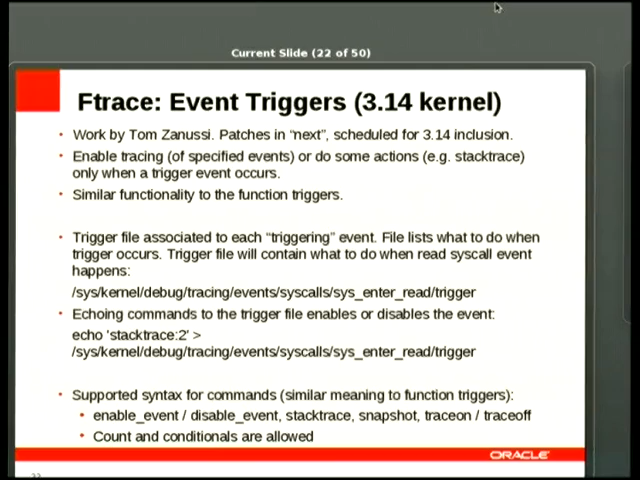 Current Slide (22 of 50)
Ftrace: Event Triggers (3.14 kernel)
• Work by Tom Zanussi. Patches in “next”, scheduled for 3.14 inclusion.
• Enable tracing (of specified events) or do some actions (e.g. stacktrace)
only when a trigger event occurs.
• Similar functionality to the function triggers.
• Trigger file associated to each “triggering” event. File lists what to do when
trigger occurs. Trigger file will contain what to do when read syscall event
happens:
/sys/kernel/debug/tracing/events/syscalls/sys_enter_read/trigger
• Echoing commands to the trigger file enables or disables the event:
echo 'stacktrace:2' >
/sys/kernel/debug/tracing/events/syscalls/sys_enter_read/trigger
• Supported syntax for commands (similar meaning to function triggers):
• enable_event / disable_event, stacktrace, snapshot, traceon / traceoff
• Count and conditionals are allowed
ORACLE